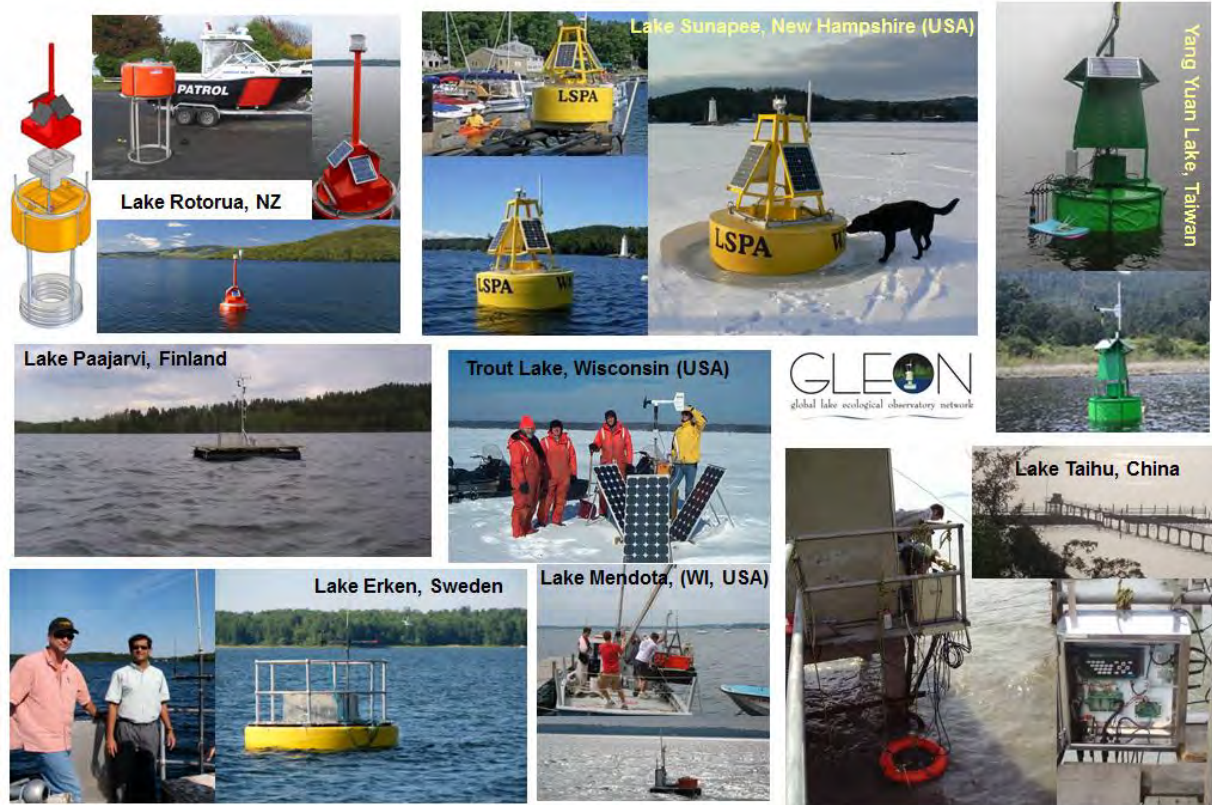 Lake Sunapee, New Hampshire (USA)
PATROL
LSPA
Lake Rotorua, NZ
LSPA
LSPA
W
Yang Yuan Lake, Taiwan
Lake Paajarvi, Finland
Trout Lake, Wisconsin (USA)
GLEON
global lake ecological observatory network
Lake Taihu, China
Lake Erken, Sweden
Lake Mendota, (WI, USA)